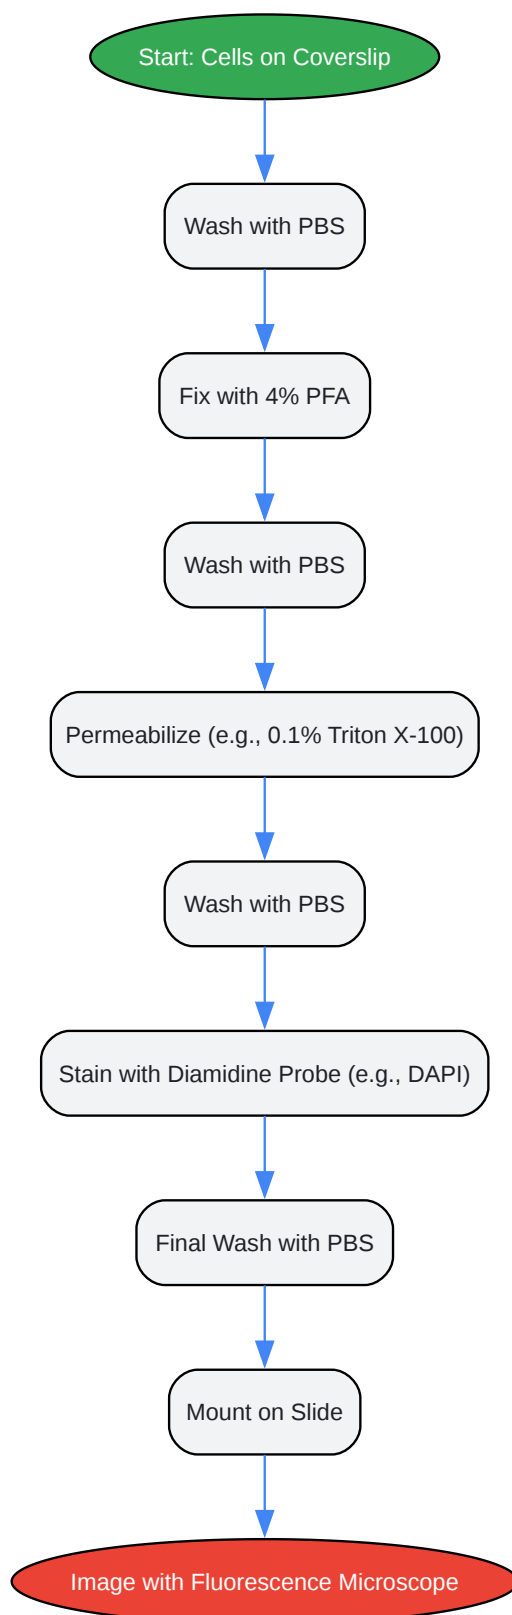 Start: Cells on Coverslip
Wash with PBS
Fix with 4% PFA
Wash with PBS
Permeabilize (e.g., 0.1% Triton X-100)
Wash with PBS
Stain with Diamidine Probe (e.g., DAPI)
Final Wash with PBS
Mount on Slide
Image with Fluorescence Microscope